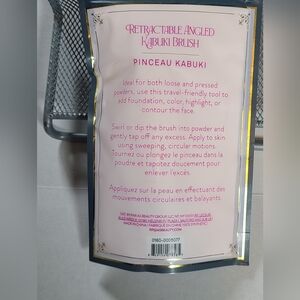 RETRACTABLE ANGLED
KABUKI BRUSH
PINCEAU KABUKI
Ideal for both loose and pressed
powders, use this travel-friendly tool to
add foundation, color, highlight, or
contour the face.
Swirl or dip the brush into powder and
gently tap off any excess. Apply to skin
using sweeping, circular motions.
Tournez ou plongez le pinceau dans la
poudre et tapotez doucement pour
enlever l'excès.
Appliquez sur la peau en effectuant des
mouvements circulaires et balayants.